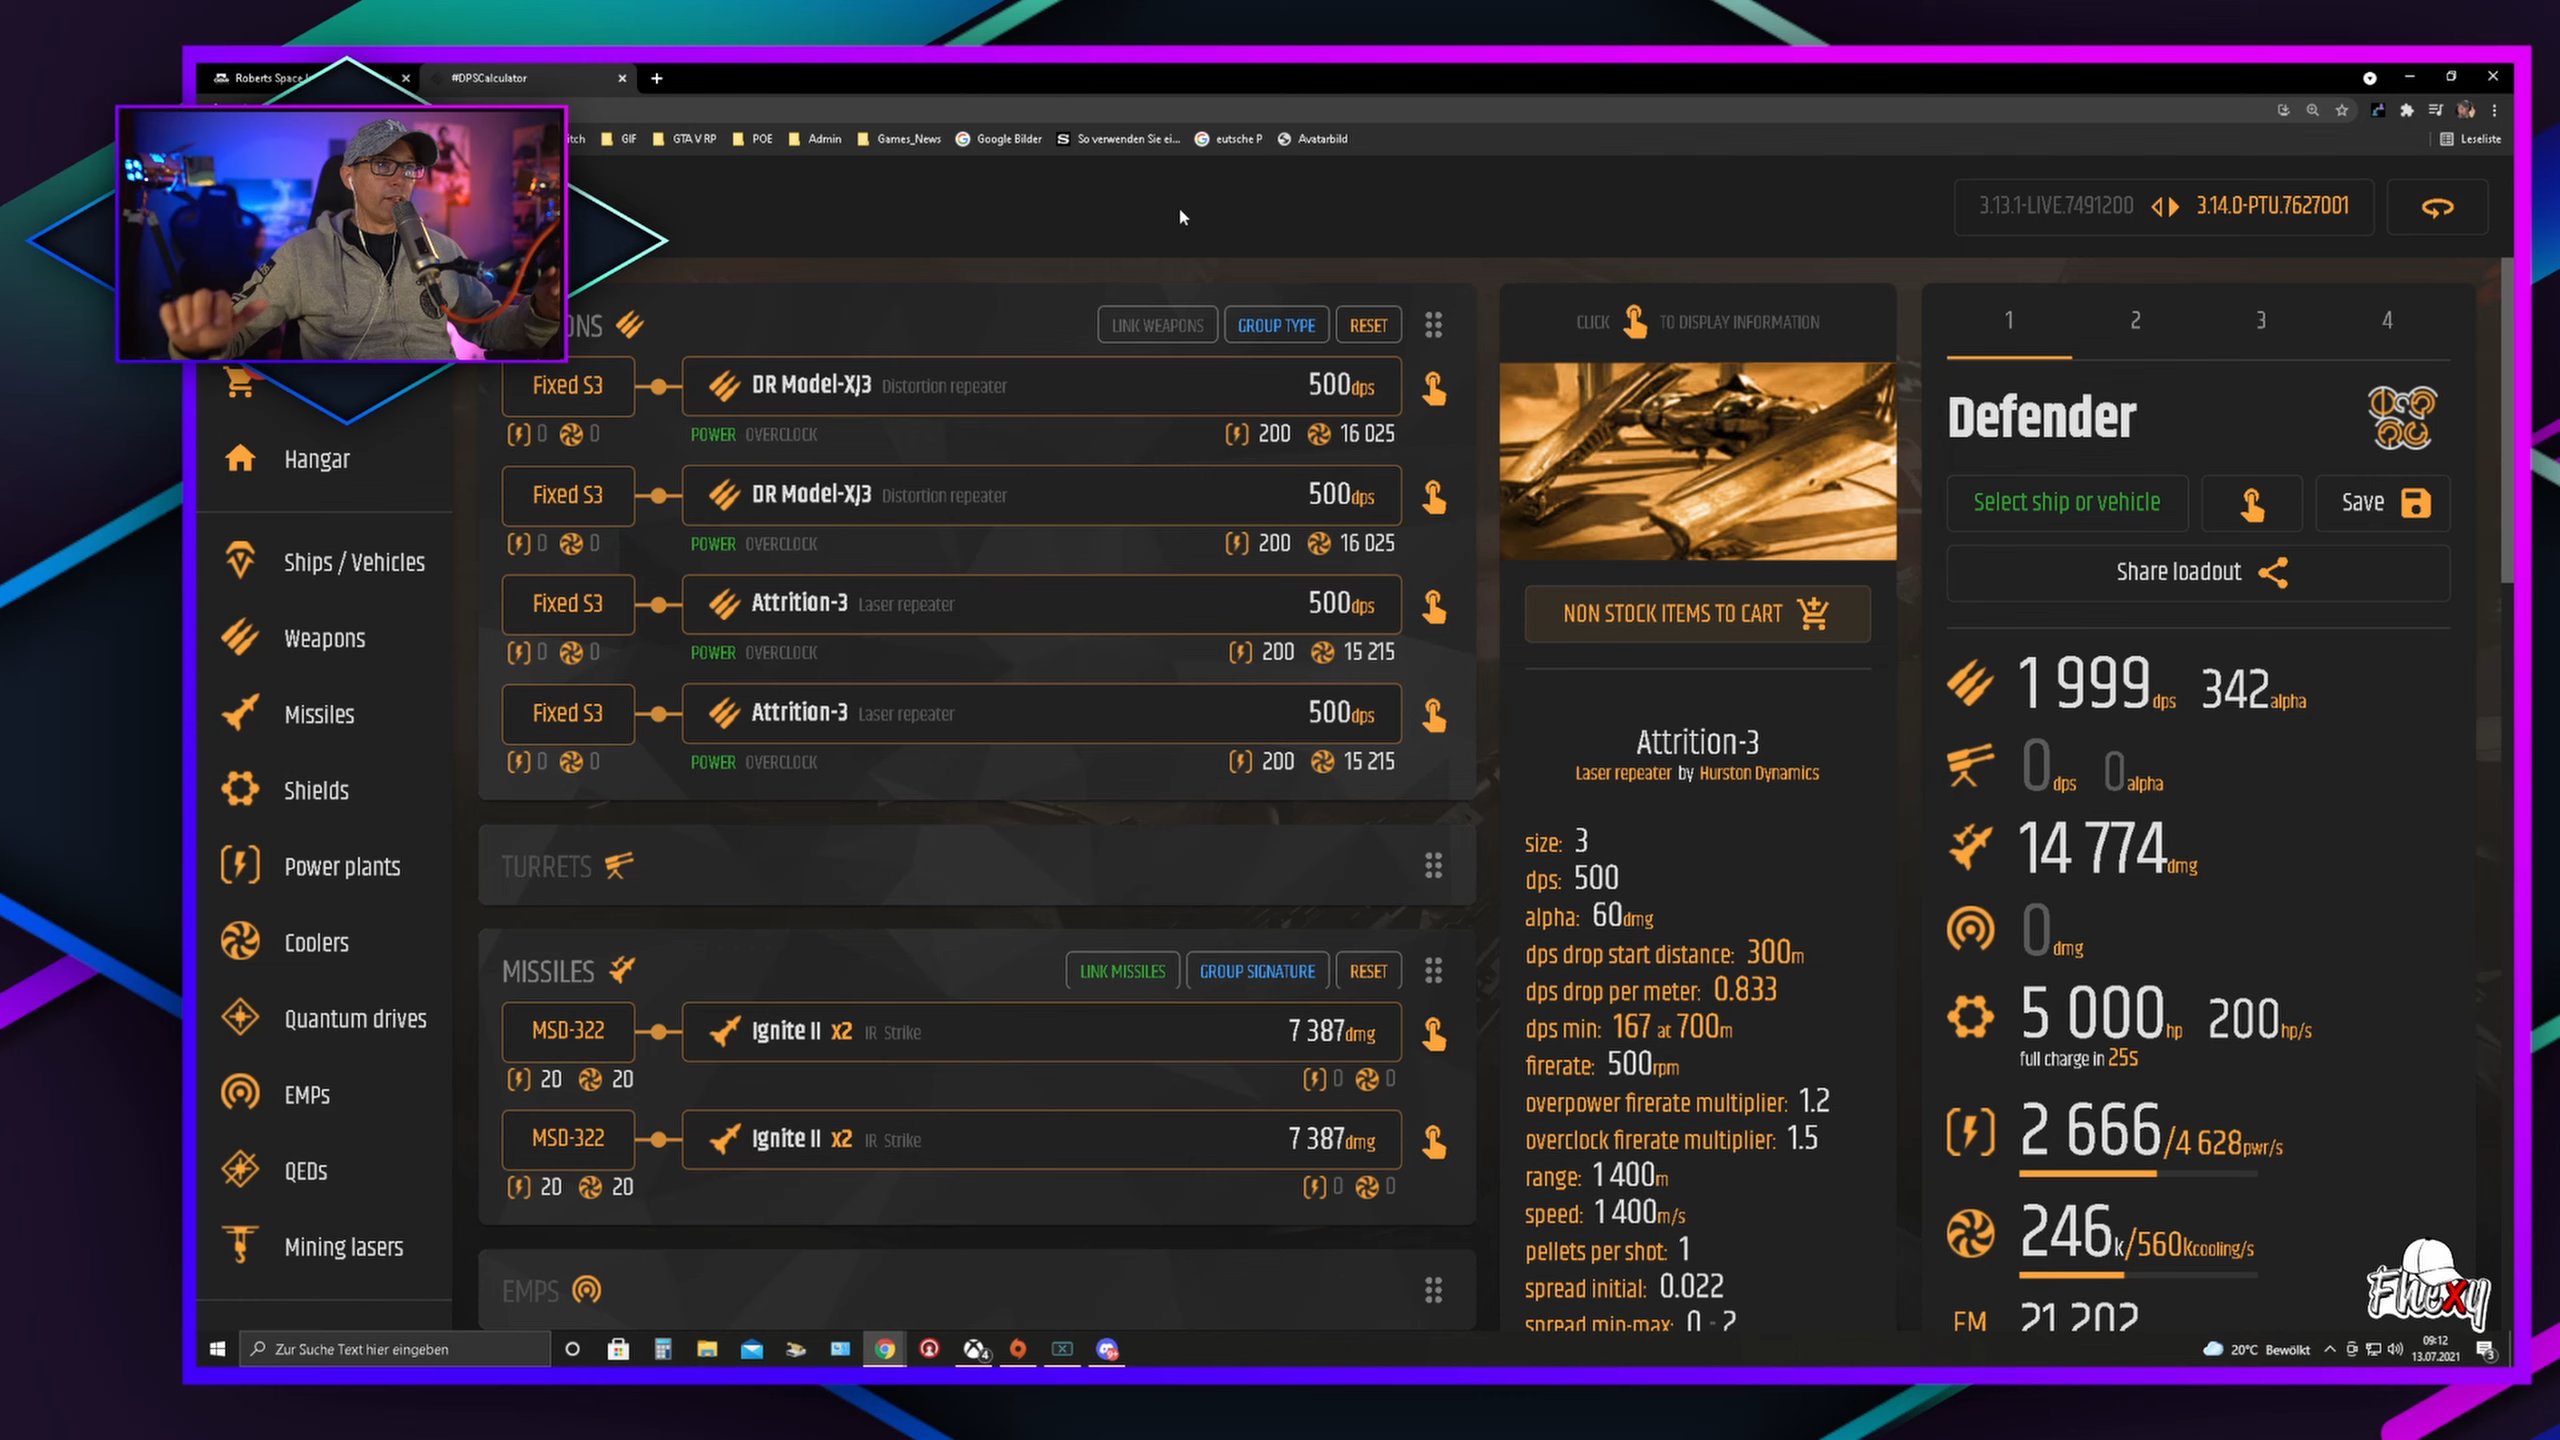 Roberts Space
#DPSCalculator
itch
GIF
GTA V RP
POE
Admin
Games_News
Google Bilder
So verwenden Sie ei...
eutsche P
Avatarbild
Leseliste
3.13.1-LIVE.7491200
3.14.0-PTU.7627001
Hangar
Ships / Vehicles
Weapons
Missiles
Shields
Power plants
Coolers
Quantum drives
EMPs
QEDs
Mining lasers
ONS
LINK WEAPONS
GROUP TYPE
RESET
Fixed S3
DR Model-XJ3 Distortion repeater
500dps
0 0
POWER OVERCLOCK
200 16 025
Fixed S3
DR Model-XJ3 Distortion repeater
500dps
0 0
POWER OVERCLOCK
200 16 025
Fixed S3
Attrition-3 Laser repeater
500dps
0 0
POWER OVERCLOCK
200 15 215
Fixed S3
Attrition-3 Laser repeater
500dps
0 0
POWER OVERCLOCK
200 15 215
TURRETS
MISSILES
LINK MISSILES
GROUP SIGNATURE
RESET
MSD-322
Ignite II x2 IR Strike
7 387dmg
20 20
0 0
MSD-322
Ignite II x2 IR Strike
7 387dmg
20 20
0 0
EMPS
CLICK TO DISPLAY INFORMATION
NON STOCK ITEMS TO CART
Attrition-3
Laser repeater by Hurston Dynamics
size: 3
dps: 500
alpha: 60dmg
dps drop start distance: 300m
dps drop per meter: 0.833
dps min: 167 at 700m
firerate: 500rpm
overpower firerate multiplier: 1.2
overclock firerate multiplier: 1.5
range: 1 400m
speed: 1 400m/s
pellets per shot: 1
spread initial: 0.022
spread min-max: 0 - 2
1 2 3 4
Defender
Select ship or vehicle
Save
Share loadout
1 999dps 342alpha
0dps 0alpha
14 774dmg
0dmg
5 000hp 200hp/s
full charge in 25s
2 666/4 628pwr/s
246k/560kcooling/s
EM 21 202
Fhexy
Zur Suche Text hier eingeben
4
9+
20°C Bewölkt
09:12
13.07.2021
3